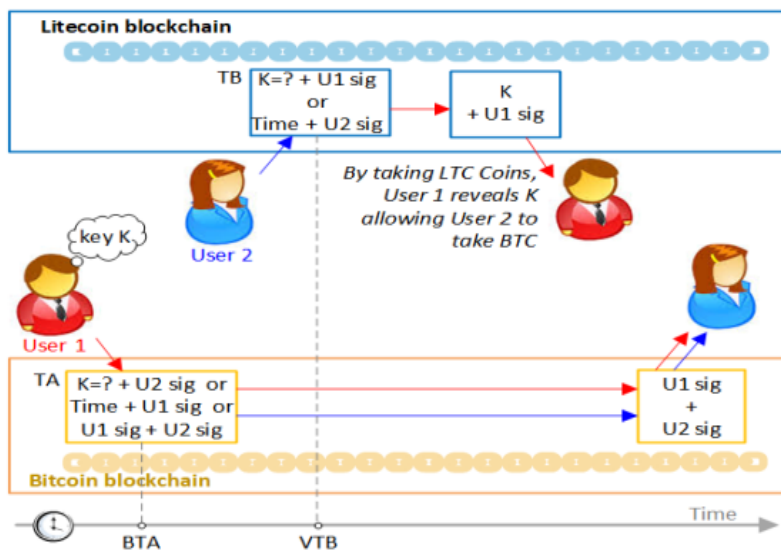 Litecoin blockchain
TB
K=? + U1 sig
or
Time + U2 sig
K
+ U1 sig
By taking LTC Coins,
User 1 reveals K
allowing User 2 to
take BTC
User 2
key K
User 1
TA
K=? + U2 sig or
Time + U1 sig or
U1 sig + U2 sig
U1 sig
+
U2 sig
Bitcoin blockchain
Time
BTA
VTB